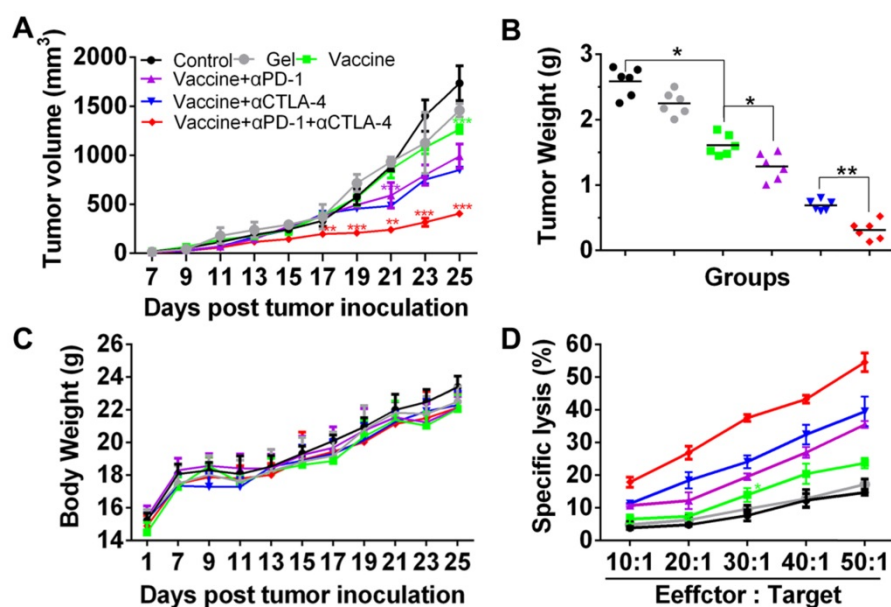 A
Tumor volume (mm³)
2000
1500
1000
500
0
Control Gel Vaccine
Vaccine+αPD-1
Vaccine+αCTLA-4
Vaccine+αPD-1+αCTLA-4
***
***
** *** ** *** ***
7 9 11 13 15 17 19 21 23 25
Days post tumor inoculation
B
Tumor Weight (g)
3
2
1
0
*
*
**
Groups
C
Body Weight (g)
26
24
22
20
18
16
14
1 7 9 11 13 15 17 19 21 23 25
Days post tumor inoculation
D
Specific lysis (%)
60
50
40
30
20
10
0
*
10:1 20:1 30:1 40:1 50:1
Eeffctor : Target